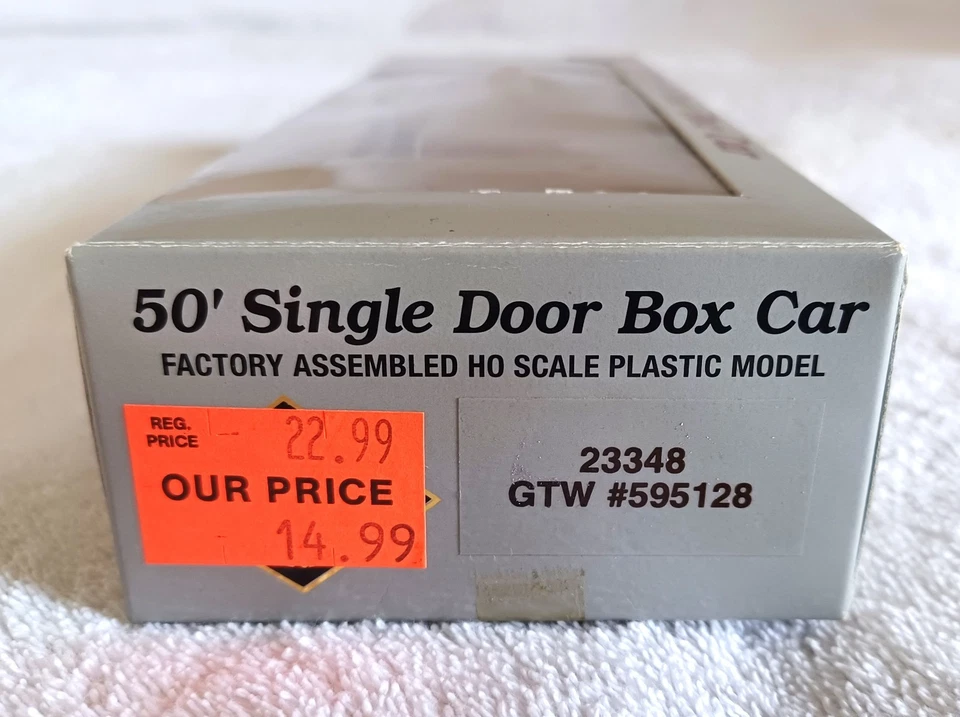 50' Single Door Box Car
FACTORY ASSEMBLED HO SCALE PLASTIC MODEL
REG.
PRICE
22.99
OUR PRICE
14.99
23348
GTW #595128